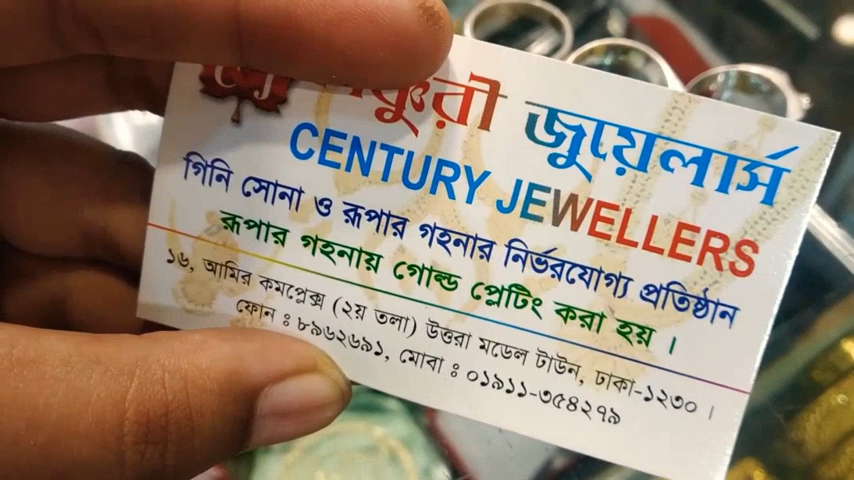 জুয়েলার্স
CENTURY JEWELLERS
গিনি সোনা ও রূপার গহনার নির্ভরযোগ্য প্রতিষ্ঠান
রূপার গহনায় গোল্ড প্লেটিং করা হয় ।
১৬, আমির কমপ্লেক্স (২য় তলা) উত্তরা মডেল টাউন, ঢাকা-১২৩০ ।
ফোন : ৮৯৬২৬৯১, মোবা : ০১৯১১-৩৫৪২৭৯